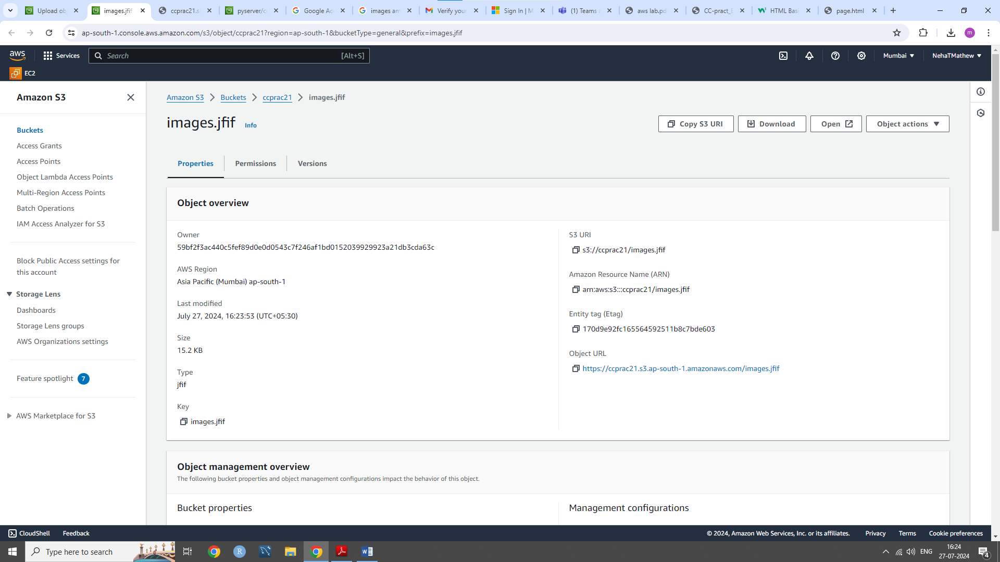 Upload ob
images.jfif
ccprac21.s
pyserver/c
Google Ac
images am
Verify your
Sign In | M
(1) Teams a
aws lab.pd
CC-pract_E
HTML Basi
page.html
ap-south-1.console.aws.amazon.com/s3/object/ccprac21?region=ap-south-1&bucketType=general&prefix=images.jfif
m
aws
Services
Search
[Alt+S]
Mumbai
NehaTMathew
EC2
Amazon S3
Buckets
Access Grants
Access Points
Object Lambda Access Points
Multi-Region Access Points
Batch Operations
IAM Access Analyzer for S3
Block Public Access settings for
this account
Storage Lens
Dashboards
Storage Lens groups
AWS Organizations settings
Feature spotlight 7
AWS Marketplace for S3
Amazon S3 > Buckets > ccprac21 > images.jfif
images.jfif Info
Copy S3 URI
Download
Open
Object actions
Properties
Permissions
Versions
Object overview
Owner
59bf2f3ac440c5fef89d0e0d0543c7f246af1bd0152039929923a21db3cda63c
AWS Region
Asia Pacific (Mumbai) ap-south-1
Last modified
July 27, 2024, 16:23:53 (UTC+05:30)
Size
15.2 KB
Type
jfif
Key
images.jfif
S3 URI
s3://ccprac21/images.jfif
Amazon Resource Name (ARN)
arn:aws:s3:::ccprac21/images.jfif
Entity tag (Etag)
170d9e92fc165564592511b8c7bde603
Object URL
https://ccprac21.s3.ap-south-1.amazonaws.com/images.jfif
Object management overview
The following bucket properties and object management configurations impact the behavior of this object.
Bucket properties
Management configurations
CloudShell
Feedback
© 2024, Amazon Web Services, Inc. or its affiliates.
Privacy
Terms
Cookie preferences
Type here to search
ENG
16:24
27-07-2024
4